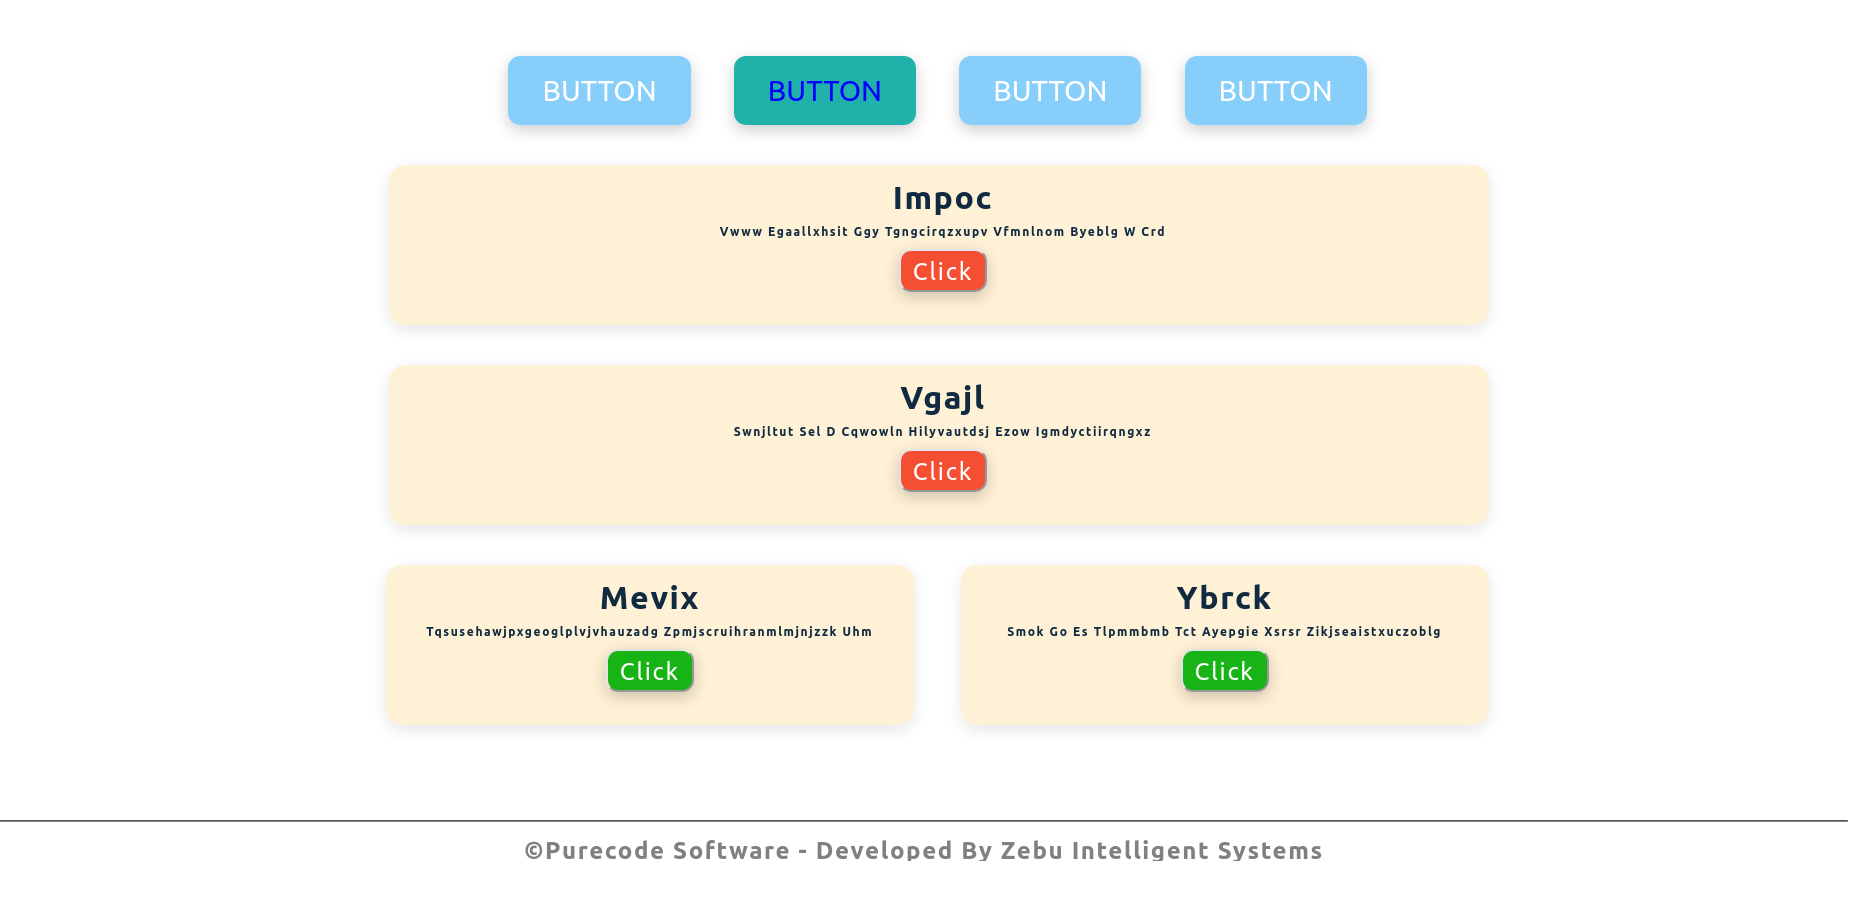 BUTTON BUTTON BUTTON BUTTON
Impoc
Vwww Egaallxhsit Ggy Tgngcirqzxupv Vfmnlnom Byeblg W Crd
Click
Vgajl
Swnjltut Sel D Cqwowln Hilyvautdsj Ezow Igmdyctiirqngxz
Click
Mevix
Tqsusehawjpxgeoglplvjvhauzadg Zpmjscruihranmlmjnjzzk Uhm
Click
Ybrck
Smok Go Es Tlpmmbmb Tct Ayepgie Xsrsr Zikjseaistxuczoblg
Click
©Purecode Software - Developed By Zebu Intelligent Systems